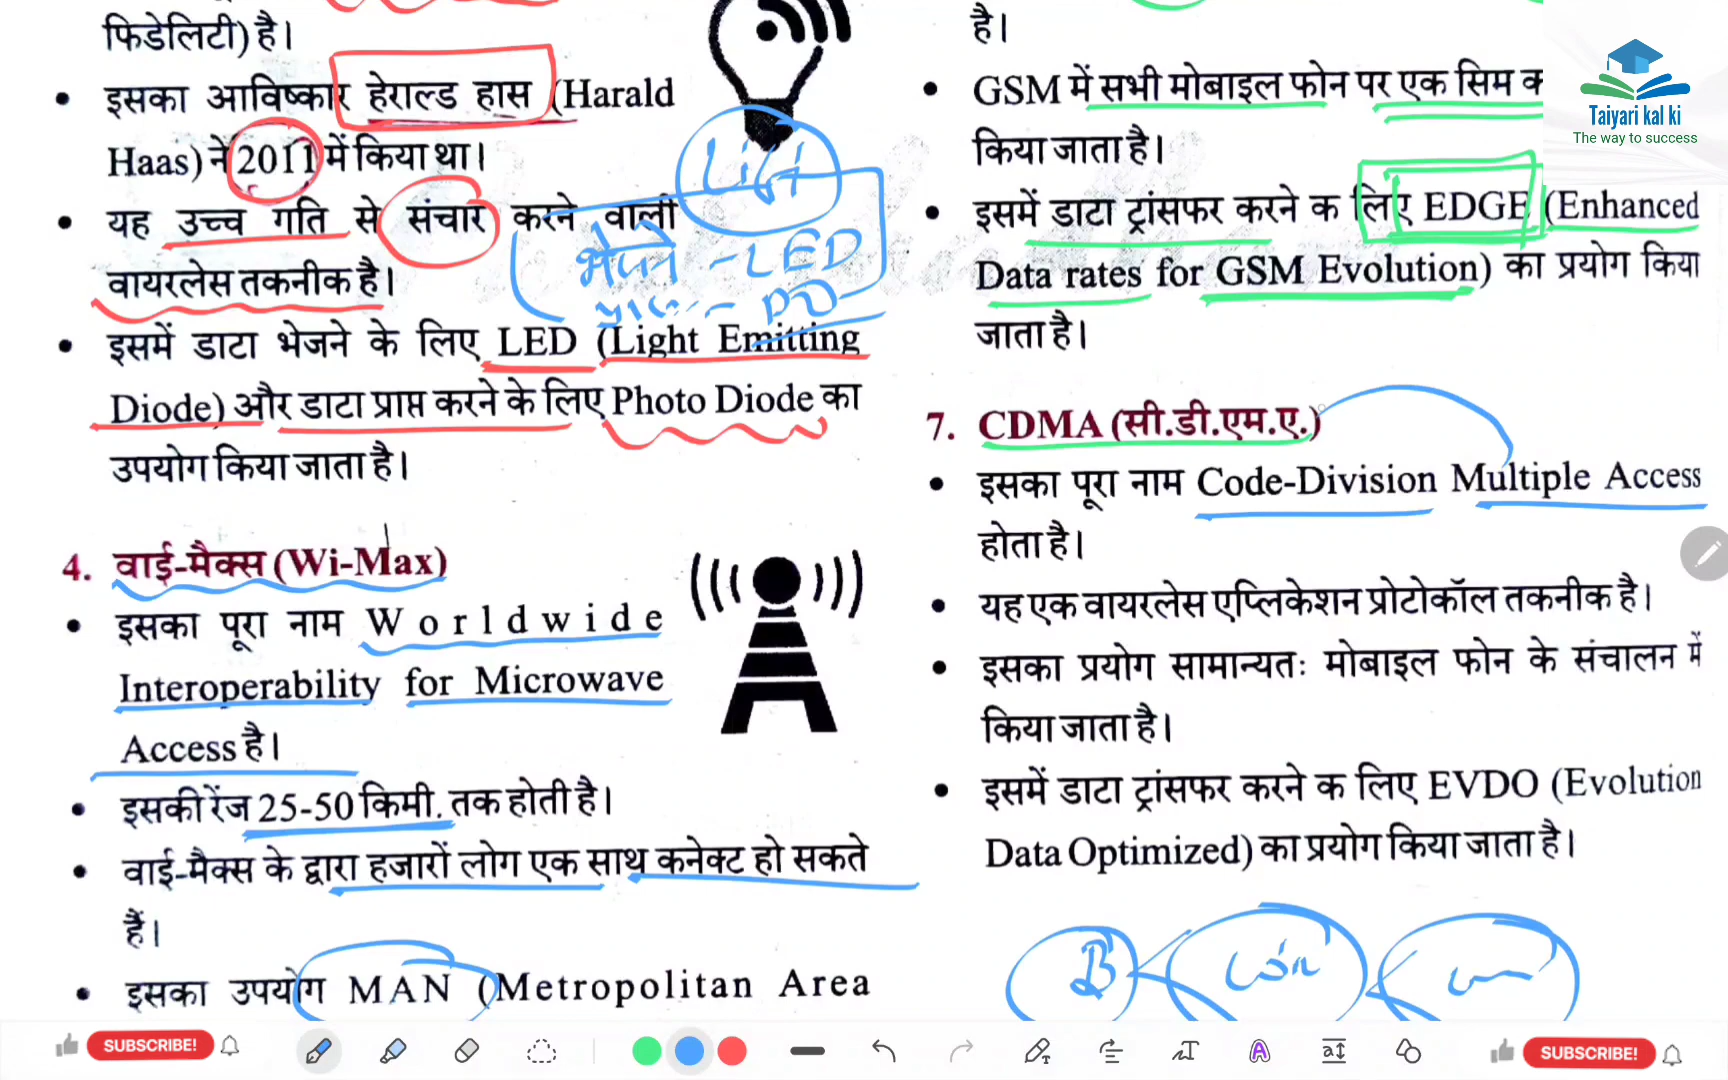 फिडेलिटी) है।
• इसका आविष्कार हेराल्ड हास (Harald
Haas) ने 2011 में किया था।
• यह उच्च गति से संचार करने वाली
वायरलेस तकनीक है।
• इसमें डाटा भेजने के लिए LED (Light Emitting
Diode) और डाटा प्राप्त करने के लिए Photo Diode का
उपयोग किया जाता है।
भेजने - LED
4. वाई-मैक्स (Wi-Max)
• इसका पूरा नाम Worldwide
Interoperability for Microwave
Access है।
• इसकी रेंज 25-50 किमी. तक होती है।
• वाई-मैक्स के द्वारा हजारों लोग एक साथ कनेक्ट हो सकते
हैं।
• इसका उपयोग MAN (Metropolitan Area
है।
• GSM में सभी मोबाइल फोन पर एक सिम क
किया जाता है।
• इसमें डाटा ट्रांसफर करने क लिए EDGE (Enhanced
Data rates for GSM Evolution) का प्रयोग किया
जाता है।
7. CDMA (सी.डी.एम.ए.)
• इसका पूरा नाम Code-Division Multiple Access
होता है।
• यह एक वायरलेस एप्लिकेशन प्रोटोकॉल तकनीक है।
• इसका प्रयोग सामान्यतः मोबाइल फोन के संचालन में
किया जाता है।
• इसमें डाटा ट्रांसफर करने क लिए EVDO (Evolution
Data Optimized) का प्रयोग किया जाता है।
B
Taiyari kal ki
The way to success
SUBSCRIBE!
SUBSCRIBE!